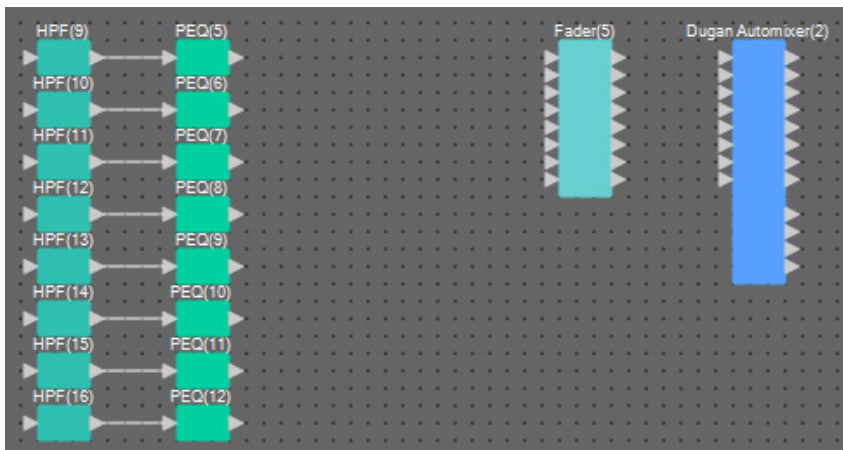 HPF(9) PEQ(5) Fader(5) Dugan Automixer(2)
HPF(10) PEQ(6)
HPF(11) PEQ(7)
HPF(12) PEQ(8)
HPF(13) PEQ(9)
HPF(14) PEQ(10)
HPF(15) PEQ(11)
HPF(16) PEQ(12)